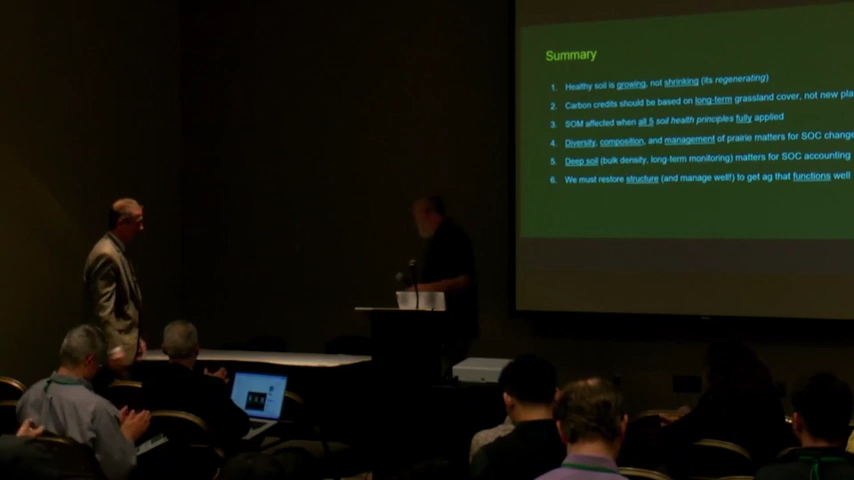 Summary
1. Healthy soil is growing, not shrinking (its regenerating)
2. Carbon credits should be based on long-term grassland cover, not new pla
3. SOM affected when all 5 soil health principles fully applied
4. Diversity, composition, and management of prairie matters for SOC change
5. Deep soil (bulk density, long-term monitoring) matters for SOC accounting
6. We must restore structure (and manage well!) to get ag that functions well